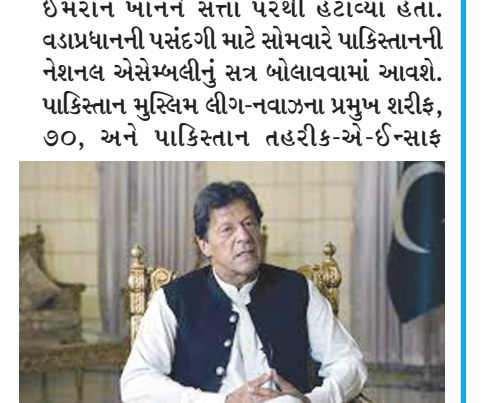 ઈમરાન ખાનને સત્તા પરથી હટાવ્યા હતા.
વડાપ્રધાનની પસંદગી માટે સોમવારે પાકિસ્તાનની
નેશનલ એસેમ્બલીનું સત્ર બોલાવવામાં આવશે.
પાકિસ્તાન મુસ્લિમ લીગ-નવાઝના પ્રમુખ શરીફ,
૭૦, અને પાકિસ્તાન તહરીક-એ-ઈન્સાફ